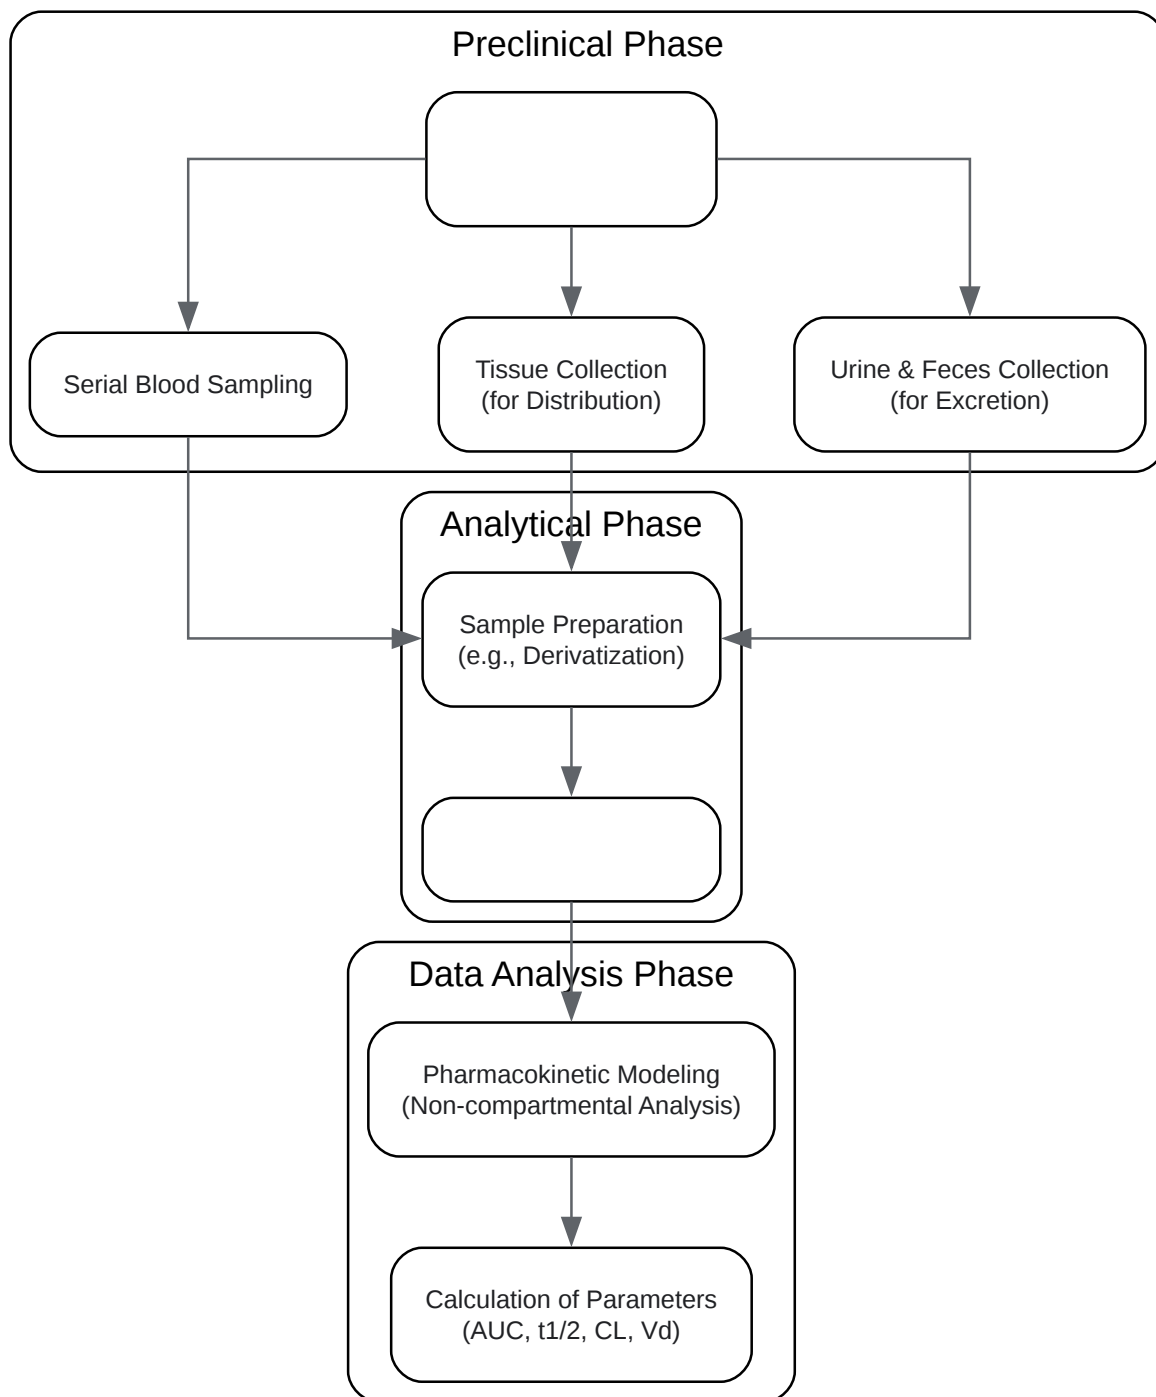 Preclinical Phase
Serial Blood Sampling
Tissue Collection
(for Distribution)
Urine & Feces Collection
(for Excretion)
Analytical Phase
Sample Preparation
(e.g., Derivatization)
Data Analysis Phase
Pharmacokinetic Modeling
(Non-compartmental Analysis)
Calculation of Parameters
(AUC, t1/2, CL, Vd)